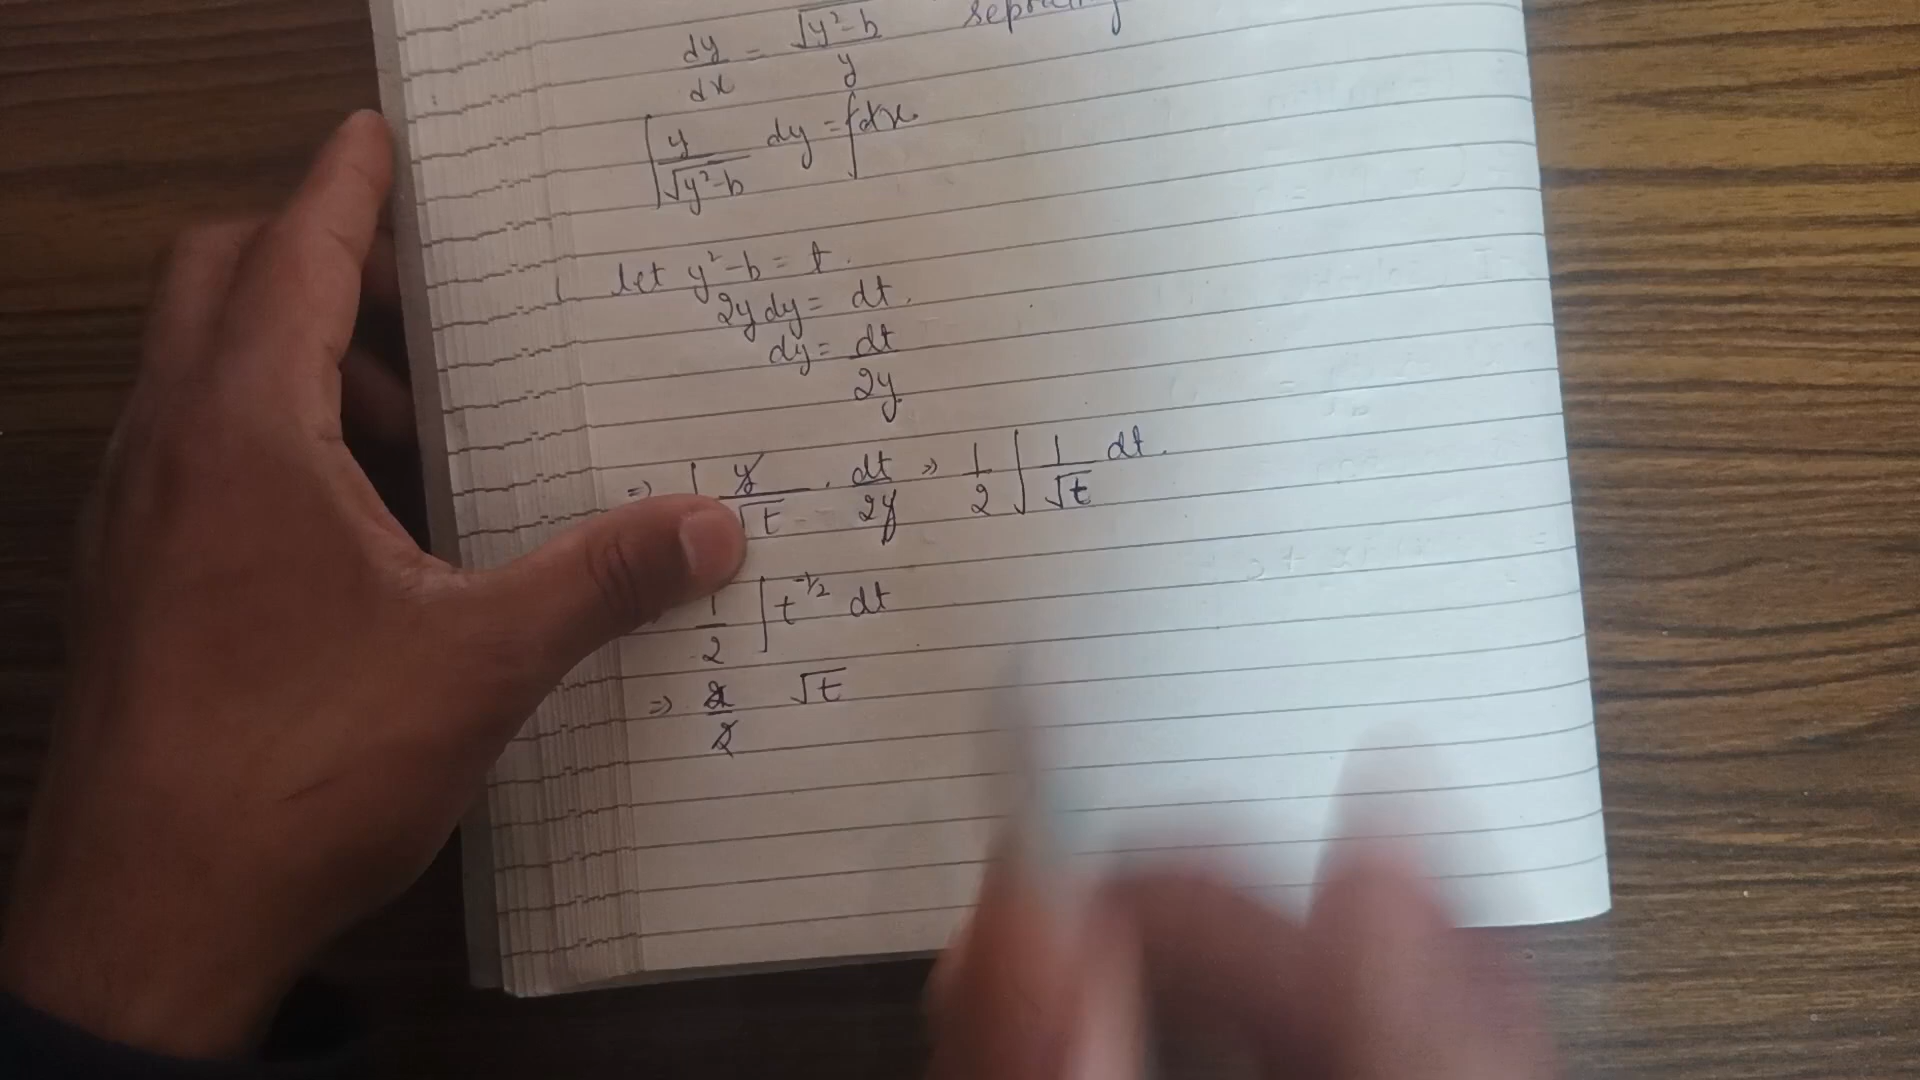 dy/dx = √(y²-b)/y
∫ y/√(y²-b) dy = ∫dx
let y²-b = t.
2y dy = dt.
dy = dt/2y
⇒ ∫ y/√t . dt/2y ⇒ 1/2 ∫ 1/√t dt.
1/2 ∫ t^-1/2 dt
⇒ 2/2 √t